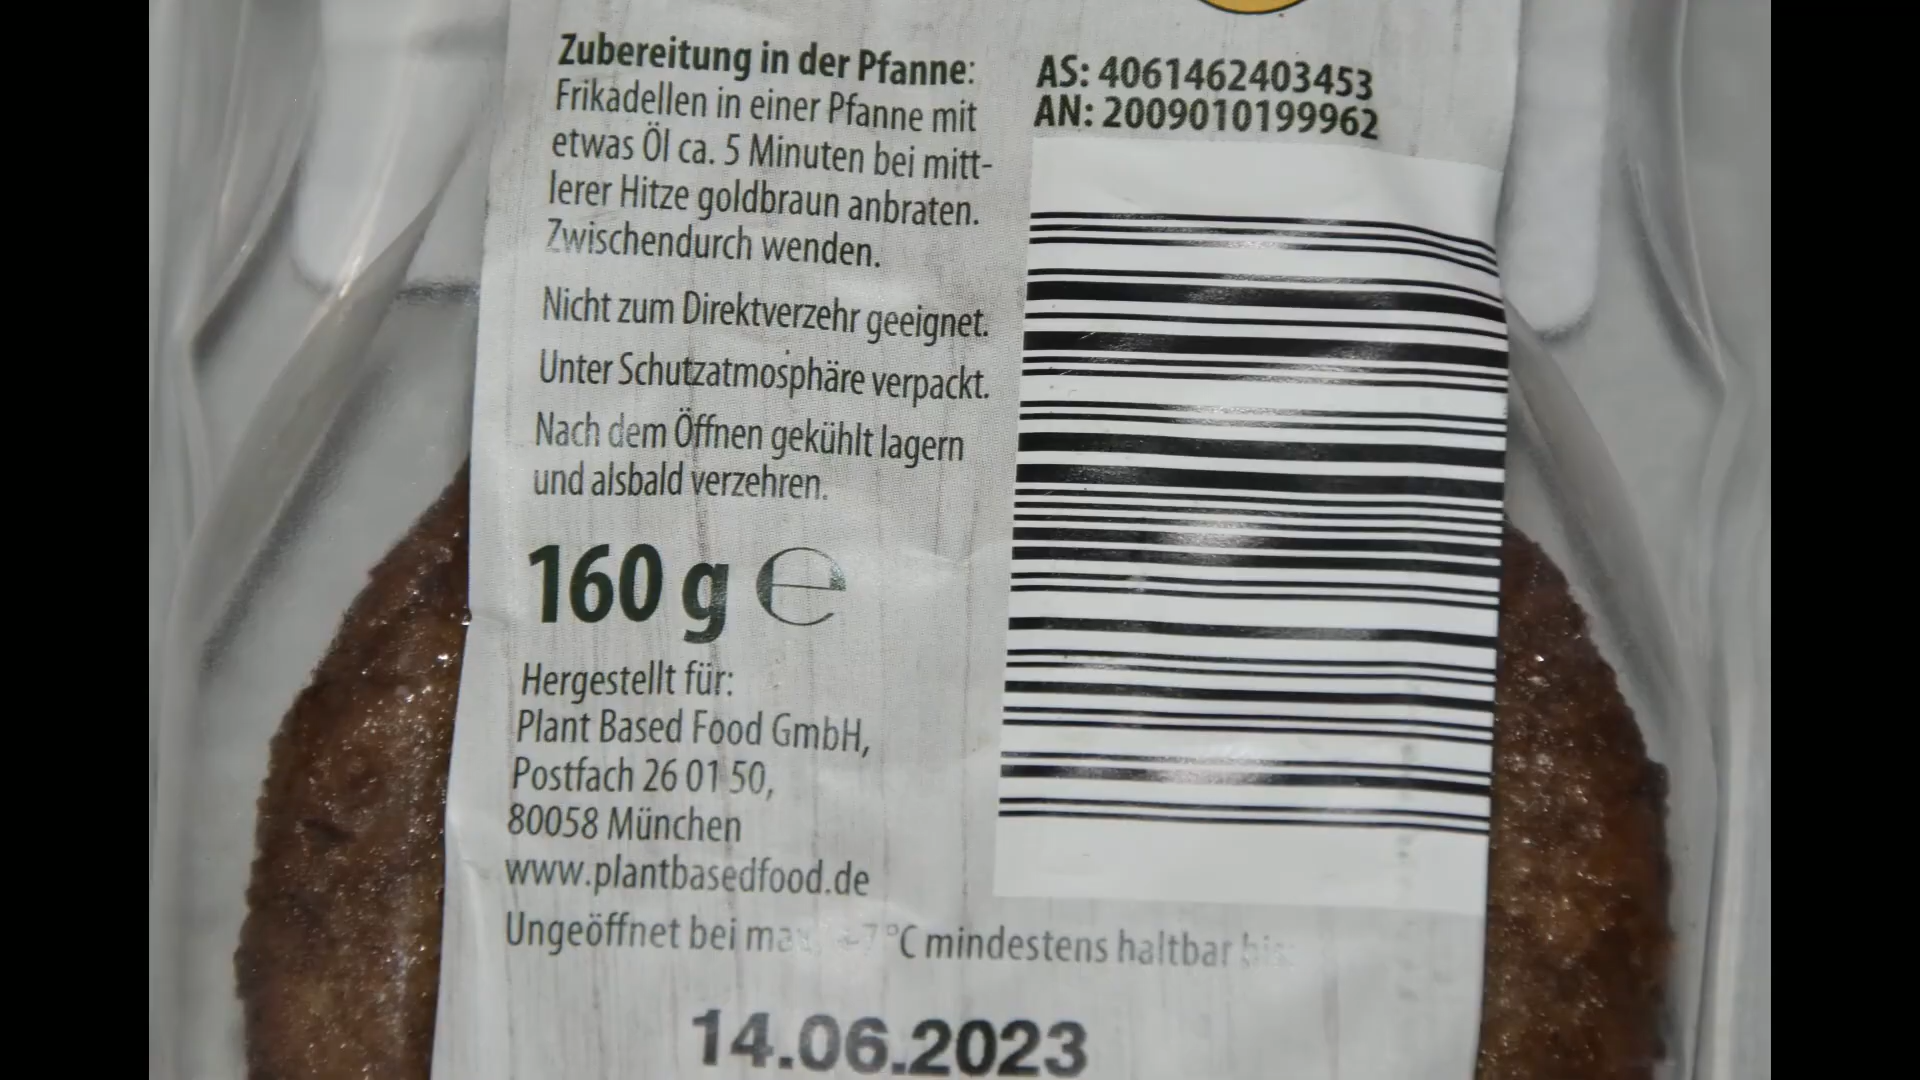 Zubereitung in der Pfanne:
Frikadellen in einer Pfanne mit
etwas Öl ca. 5 Minuten bei mitt-
lerer Hitze goldbraun anbraten.
Zwischendurch wenden.
Nicht zum Direktverzehr geeignet.
Unter Schutzatmosphäre verpackt.
Nach dem Öffnen gekühlt lagern
und alsbald verzehren.
160 g e
Hergestellt für:
Plant Based Food GmbH,
Postfach 26 01 50,
80058 München
www.plantbasedfood.de
AS: 4061462403453
AN: 2009010199962
Ungeöffnet bei max. +7 °C mindestens haltbar bis:
14.06.2023